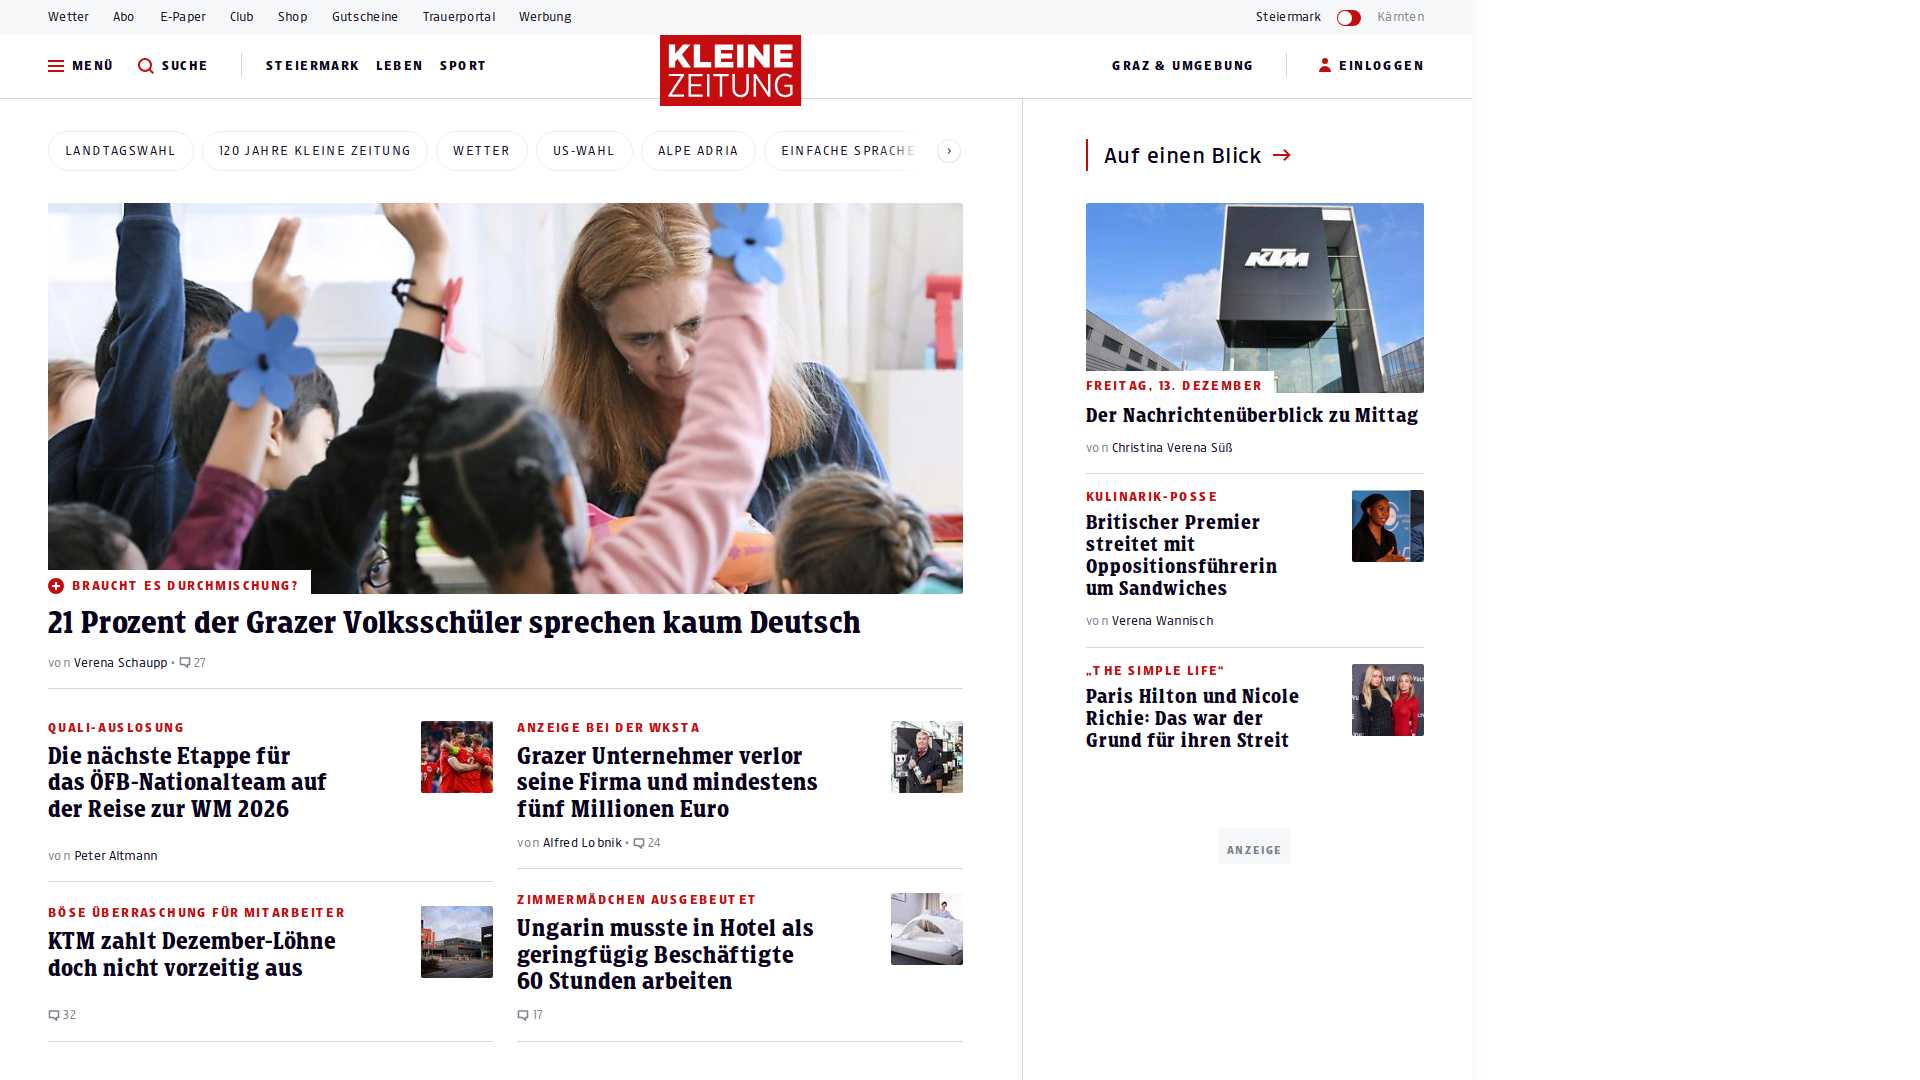 Wetter Abo E-Paper Club Shop Gutscheine Trauerportal Werbung Steiermark Kärnten
MENÜ SUCHE STEIERMARK LEBEN SPORT KLEINE ZEITUNG GRAZ & UMGEBUNG EINLOGGEN
LANDTAGSWAHL 120 JAHRE KLEINE ZEITUNG WETTER US-WAHL ALPE ADRIA EINFACHE SPRACHE
BRAUCHT ES DURCHMISCHUNG?
21 Prozent der Grazer Volksschüler sprechen kaum Deutsch
von Verena Schaupp • 27
QUALI-AUSLOSUNG
Die nächste Etappe für
das ÖFB-Nationalteam auf
der Reise zur WM 2026
von Peter Altmann
BÖSE ÜBERRASCHUNG FÜR MITARBEITER
KTM zahlt Dezember-Löhne
doch nicht vorzeitig aus
32
ANZEIGE BEI DER WKSTA
Grazer Unternehmer verlor
seine Firma und mindestens
fünf Millionen Euro
von Alfred Lobnik • 24
ZIMMERMÄDCHEN AUSGEBEUTET
Ungarin musste in Hotel als
geringfügig Beschäftigte
60 Stunden arbeiten
17
Auf einen Blick
KTM
FREITAG, 13. DEZEMBER
Der Nachrichtenüberblick zu Mittag
von Christina Verena Süß
KULINARIK-POSSE
Britischer Premier
streitet mit
Oppositionsführerin
um Sandwiches
von Verena Wannisch
„THE SIMPLE LIFE“
Paris Hilton und Nicole
Richie: Das war der
Grund für ihren Streit
ANZEIGE